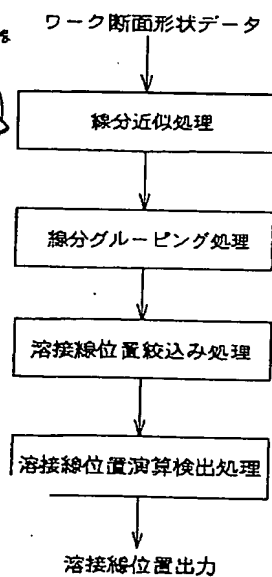 ワーク断面形状データ
線分近似処理
線分グルーピング処理
溶接線位置絞込み処理
溶接線位置演算検出処理
溶接線位置出力